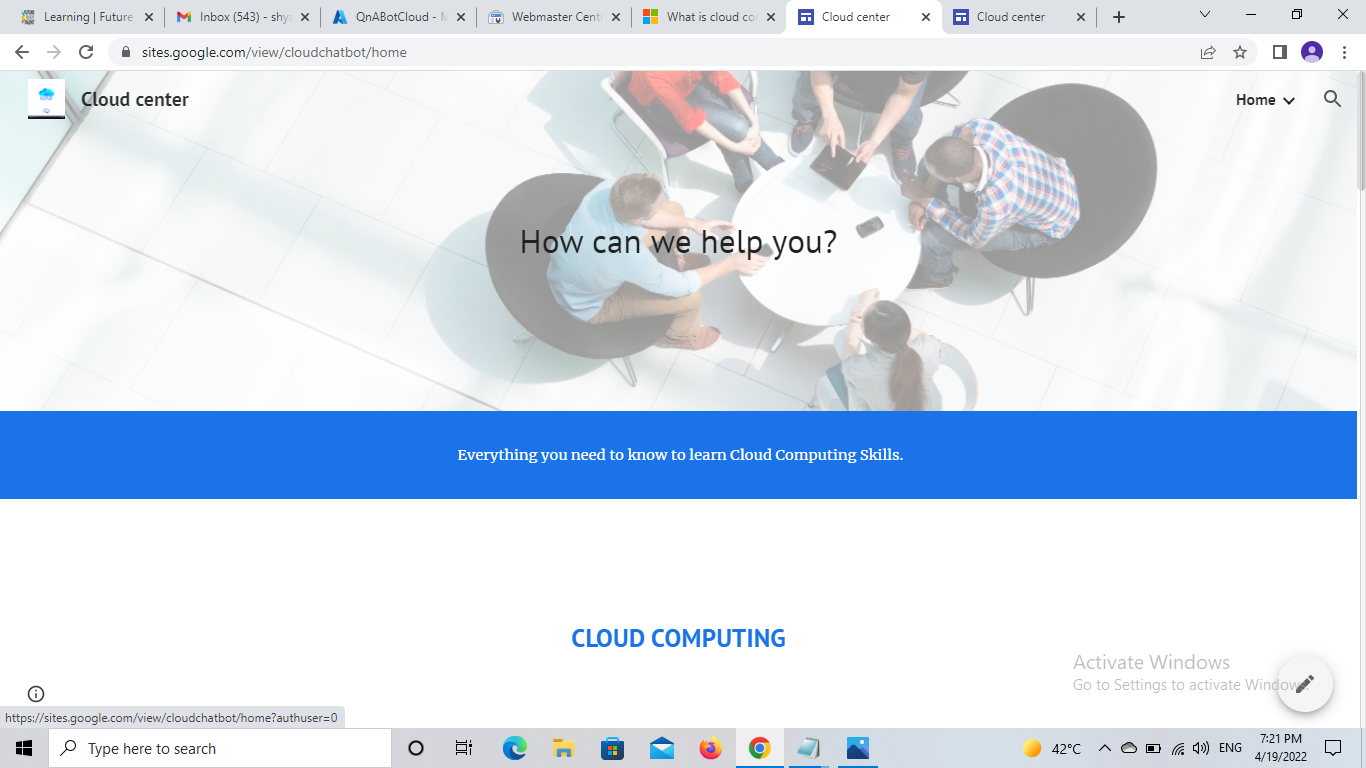 Learning | Future
Inbox (543) - shya
QnABotCloud - M
Webmaster Cent
What is cloud co
Cloud center
Cloud center
sites.google.com/view/cloudchatbot/home
Cloud center
Home
How can we help you?
Everything you need to know to learn Cloud Computing Skills.
CLOUD COMPUTING
Activate Windows
Go to Settings to activate Windows.
https://sites.google.com/view/cloudchatbot/home?authuser=0
Type here to search
42°C
ENG
7:21 PM
4/19/2022